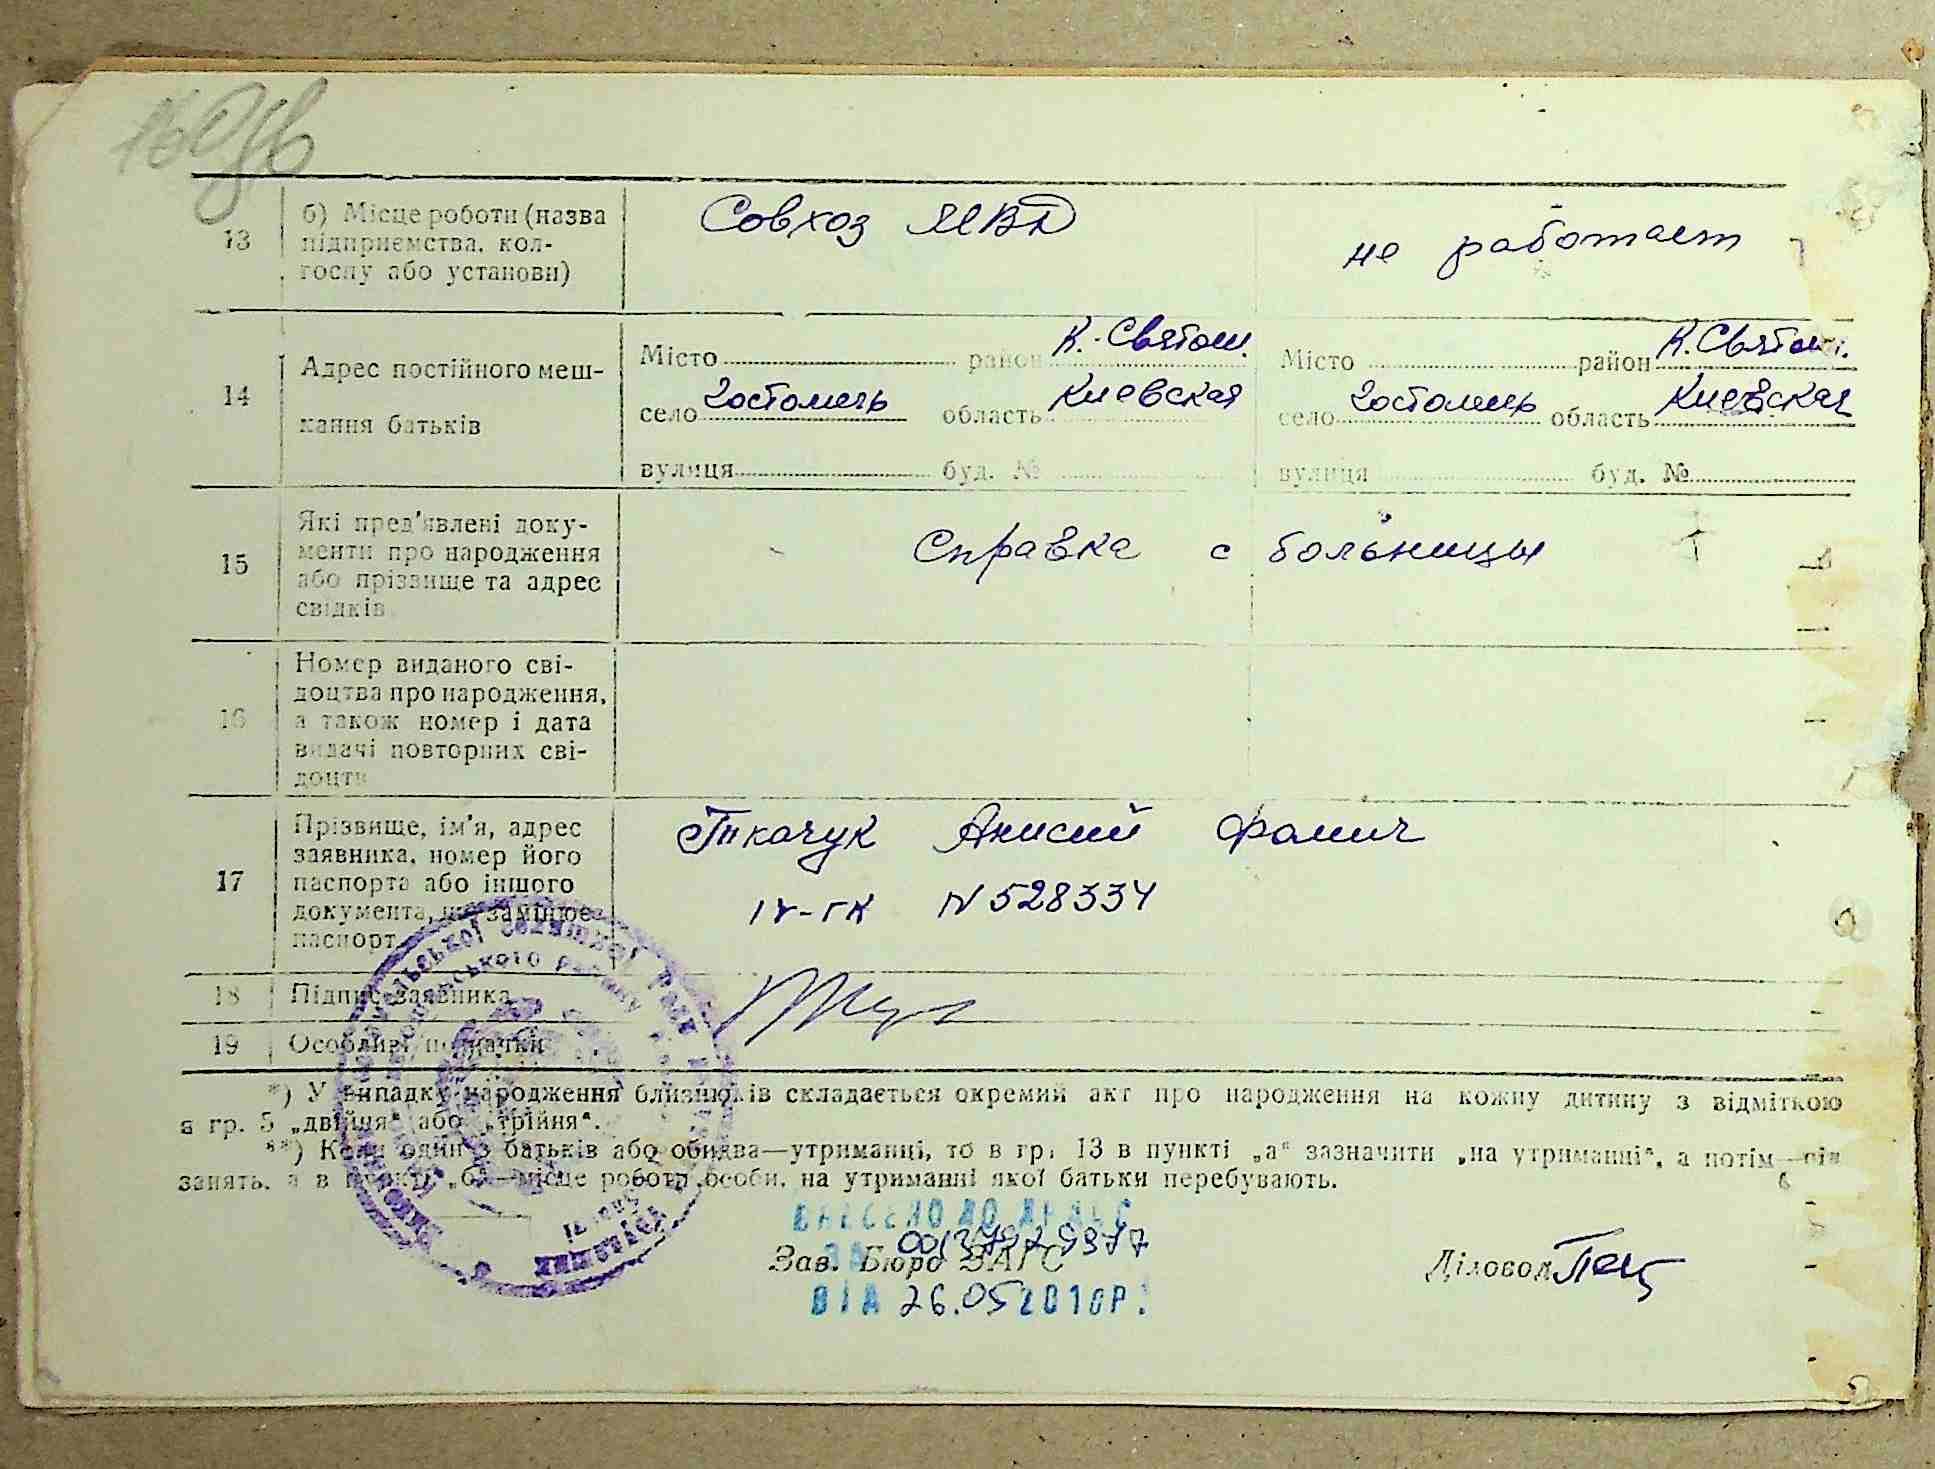 160зв
13
б) Місце роботи (назва
підприємства, кол-
госпу або установи)
Совхоз МВД
не работает
14
Адрес постійного меш-
кання батьків
Місто район К.-Святош.
село Гостомель область Киевская
вулиця буд. №
Місто район К.Святош.
село Гостомель область Киевская
вулиця буд. №
15
Які пред'явлені доку-
менти про народження
або прізвище та адрес
свідків
Справка с больницы
16
Номер виданого сві-
доцтва про народження,
а також номер і дата
видачі повторних сві-
доцтв
17
Прізвище, ім'я, адрес
заявника, номер його
паспорта або іншого
документа, що замінює
паспорт
Ткачук Анисий Фомич
IV-ГК N 528334
18
Підпис заявника
19
Особливі позначки
*) У випадку народження близнюків складається окремий акт про народження на кожну дитину з відміткою
в гр. 5 „двійня“ або „трійня“.
**) Коли один з батьків або обидва—утриманці, то в гр. 13 в пункті „а“ зазначити „на утриманні“, а потім—рід
занять, а в пункті „б“—місце роботи особи, на утриманні якої батьки перебувають.
ВНЕСЕНО ДО ДРАЦС
Зав. Бюро ЗАГС
ВІД 26.05 2010Р.
Діловод